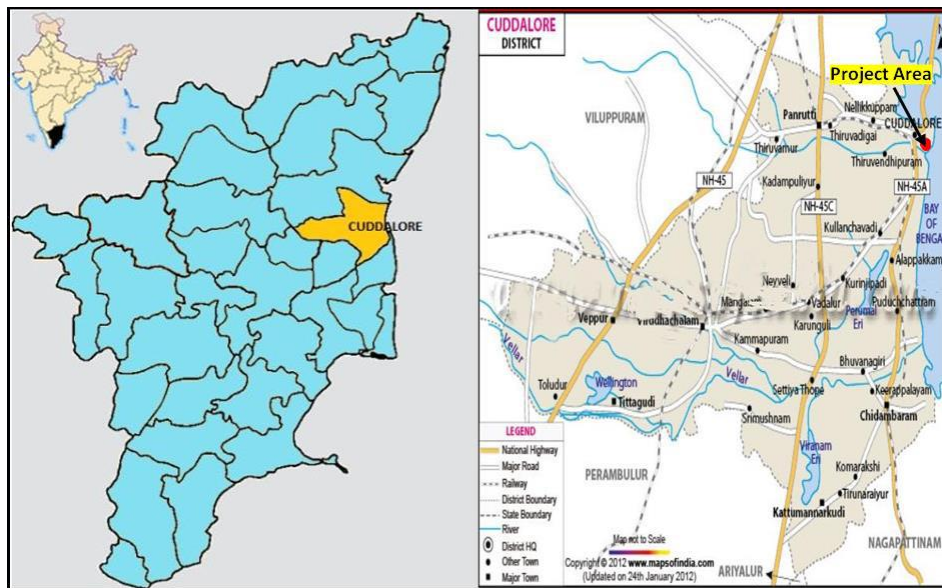 CUDDALORE
CUDDALORE
DISTRICT
Project Area
Nellikkuppam
VILUPPURAM
Panrutti
CUDDALORE
Thiruvadigai
Thiruvamur
Thiruvendhipuram
NH-45
Kadampuliyur
NH-45A
NH-45C
BAY
OF
BENGAL
Kullanchavadi
Alappakkam
Neyveli
Kurinjipadi
Vadalur
Puduchchattram
Perumal
Eri
Veppur
Virudhachalam
Karunguli
Kammapuram
Bhuvanagiri
Vellar
Vellar
Keerappalayam
Toludur
Wellington
Settiya Thope
Tittagudi
Chidambaram
Srimushnam
LEGEND
National Highway
Major Road
Railway
District Boundary
State Boundary
River
District HQ
Other Town
Major Town
PERAMBULUR
Viranam
Eri
Komarakshi
Tirunaraiyur
Kattumannarkudi
Map not to Scale
NAGAPATTINAM
Copyright © 2012 www.mapsofindia.com
(Updated on 24th January 2012)
ARIYALUR